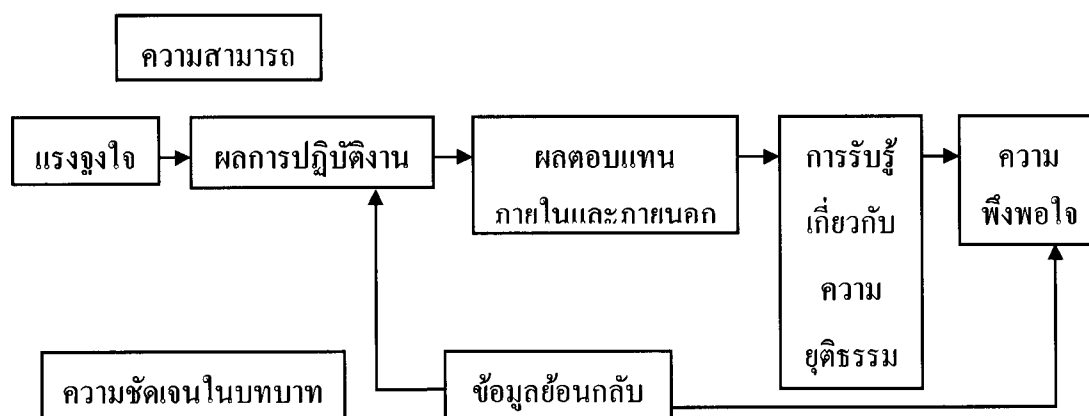 ความสามารถ
แรงจูงใจ
ผลการปฏิบัติงาน
ผลตอบแทน
ภายในและภายนคก
การรับรู้
เกี่ยวกับ
ความ
ยุติธรรม
ความ
พึงพอใจ
ความชัดเจนในบทบาท
ข้อมูลย้อนกลับ